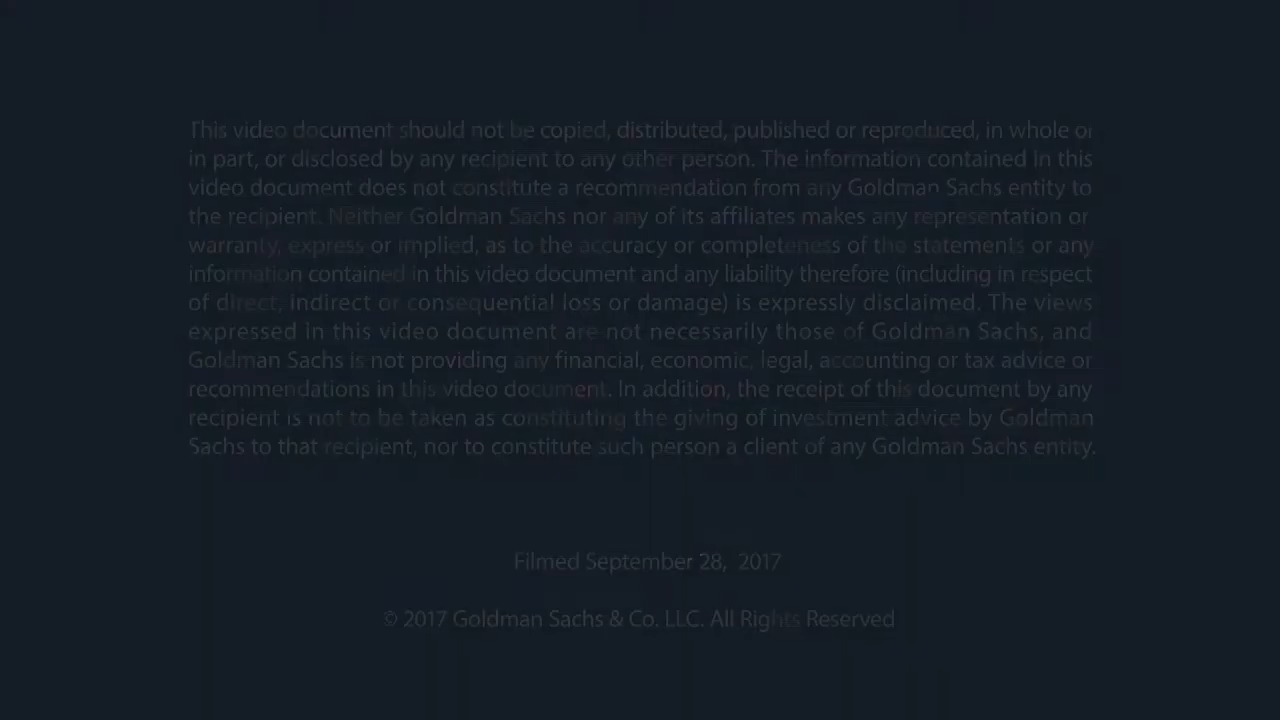 This video document should not be copied, distributed, published or reproduced, in whole or
in part, or disclosed by any recipient to any other person. The information contained in this
video document does not constitute a recommendation from any Goldman Sachs entity to
the recipient. Neither Goldman Sachs nor any of its affiliates makes any representation or
warranty, express or implied, as to the accuracy or completeness of the statements or any
information contained in this video document and any liability therefore (including in respect
of direct, indirect or consequential loss or damage) is expressly disclaimed. The views
expressed in this video document are not necessarily those of Goldman Sachs, and
Goldman Sachs is not providing any financial, economic, legal, accounting or tax advice or
recommendations in this video document. In addition, the receipt of this document by any
recipient is not to be taken as constituting the giving of investment advice by Goldman
Sachs to that recipient, nor to constitute such person a client of any Goldman Sachs entity.
Filmed September 28, 2017
© 2017 Goldman Sachs & Co. LLC. All Rights Reserved